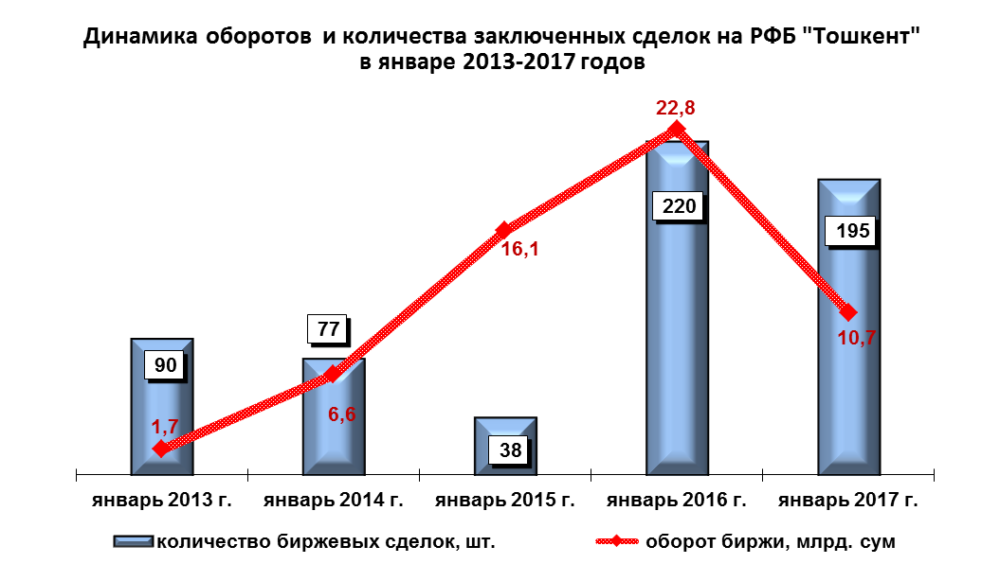 Динамика оборотов и количества заключенных сделок на РФБ "Тошкент"
в январе 2013-2017 годов
22,8
220
195
16,1
77
10,7
90
6,6
1,7
38
январь 2013 г.
январь 2014 г.
январь 2015 г.
январь 2016 г.
январь 2017 г.
количество биржевых сделок, шт.
оборот биржи, млрд. сум